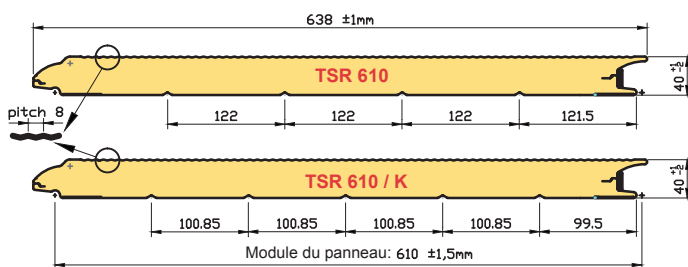 638 ±1mm
TSR 610
40 +1 -2
pitch 8
122 122 122 121.5
TSR 610 / K
40 +1 -2
100.85 100.85 100.85 100.85 99.5
Module du panneau: 610 ±1,5mm